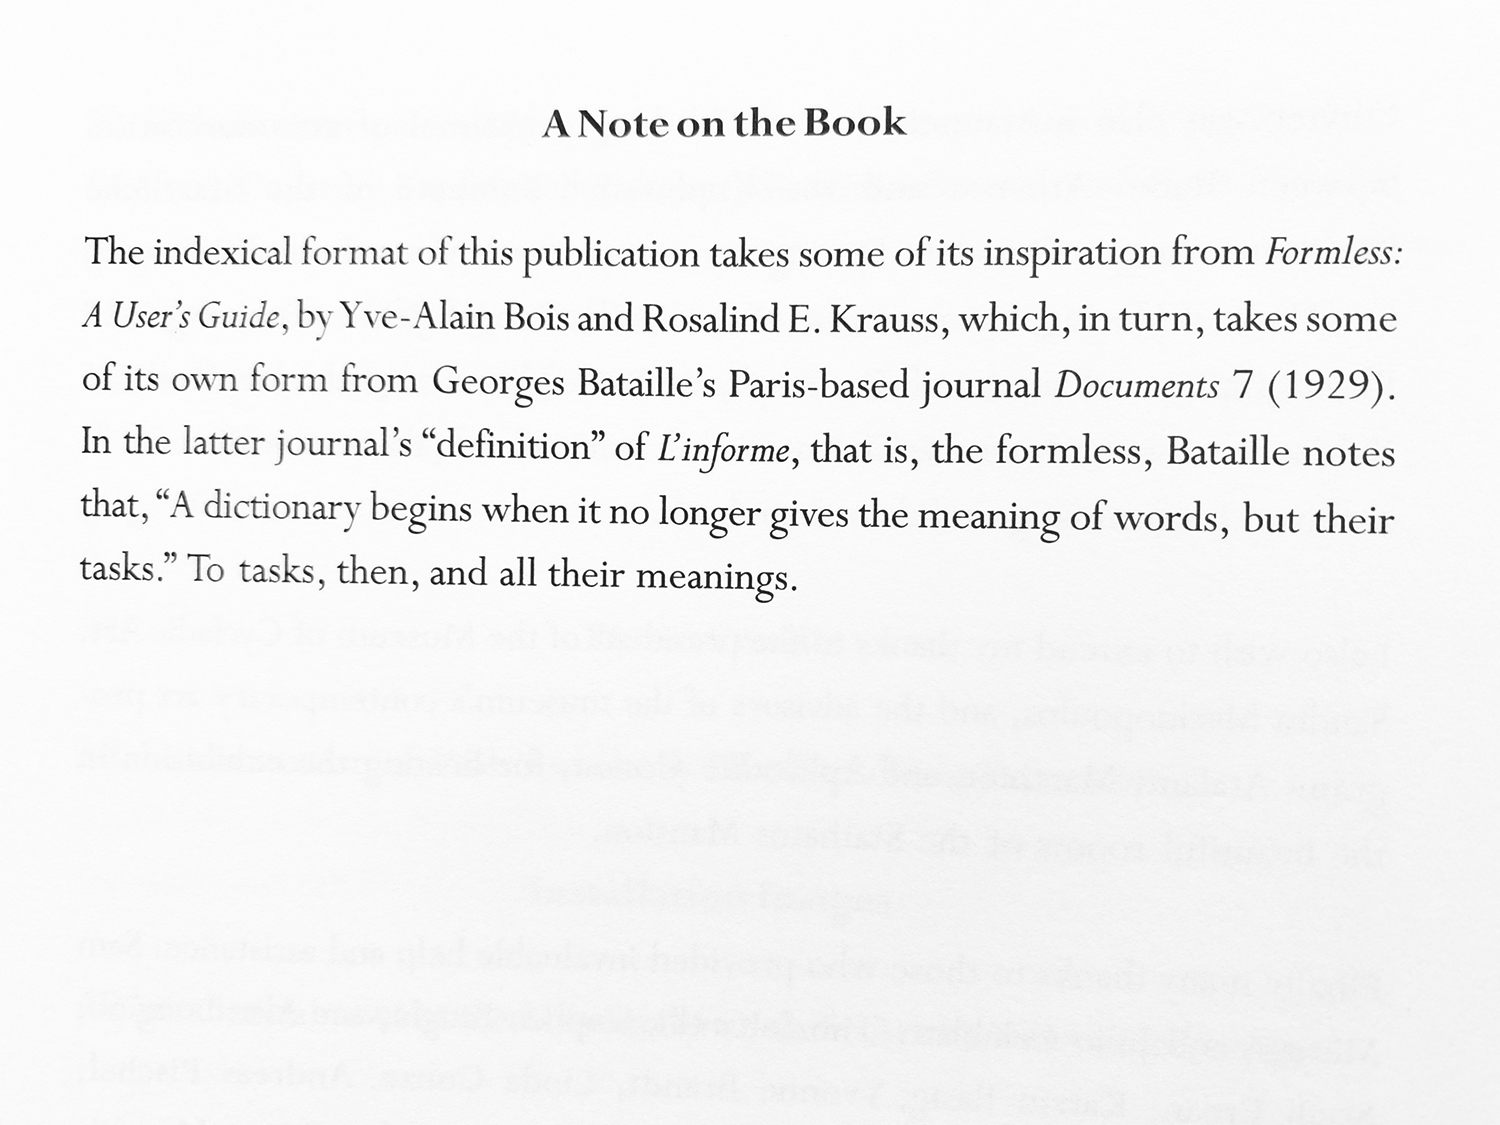 A Note on the Book
The indexical format of this publication takes some of its inspiration from Formless:
A User’s Guide, by Yve-Alain Bois and Rosalind E. Krauss, which, in turn, takes some
of its own form from Georges Bataille’s Paris-based journal Documents 7 (1929).
In the latter journal’s “definition” of L’informe, that is, the formless, Bataille notes
that, “A dictionary begins when it no longer gives the meaning of words, but their
tasks.” To tasks, then, and all their meanings.